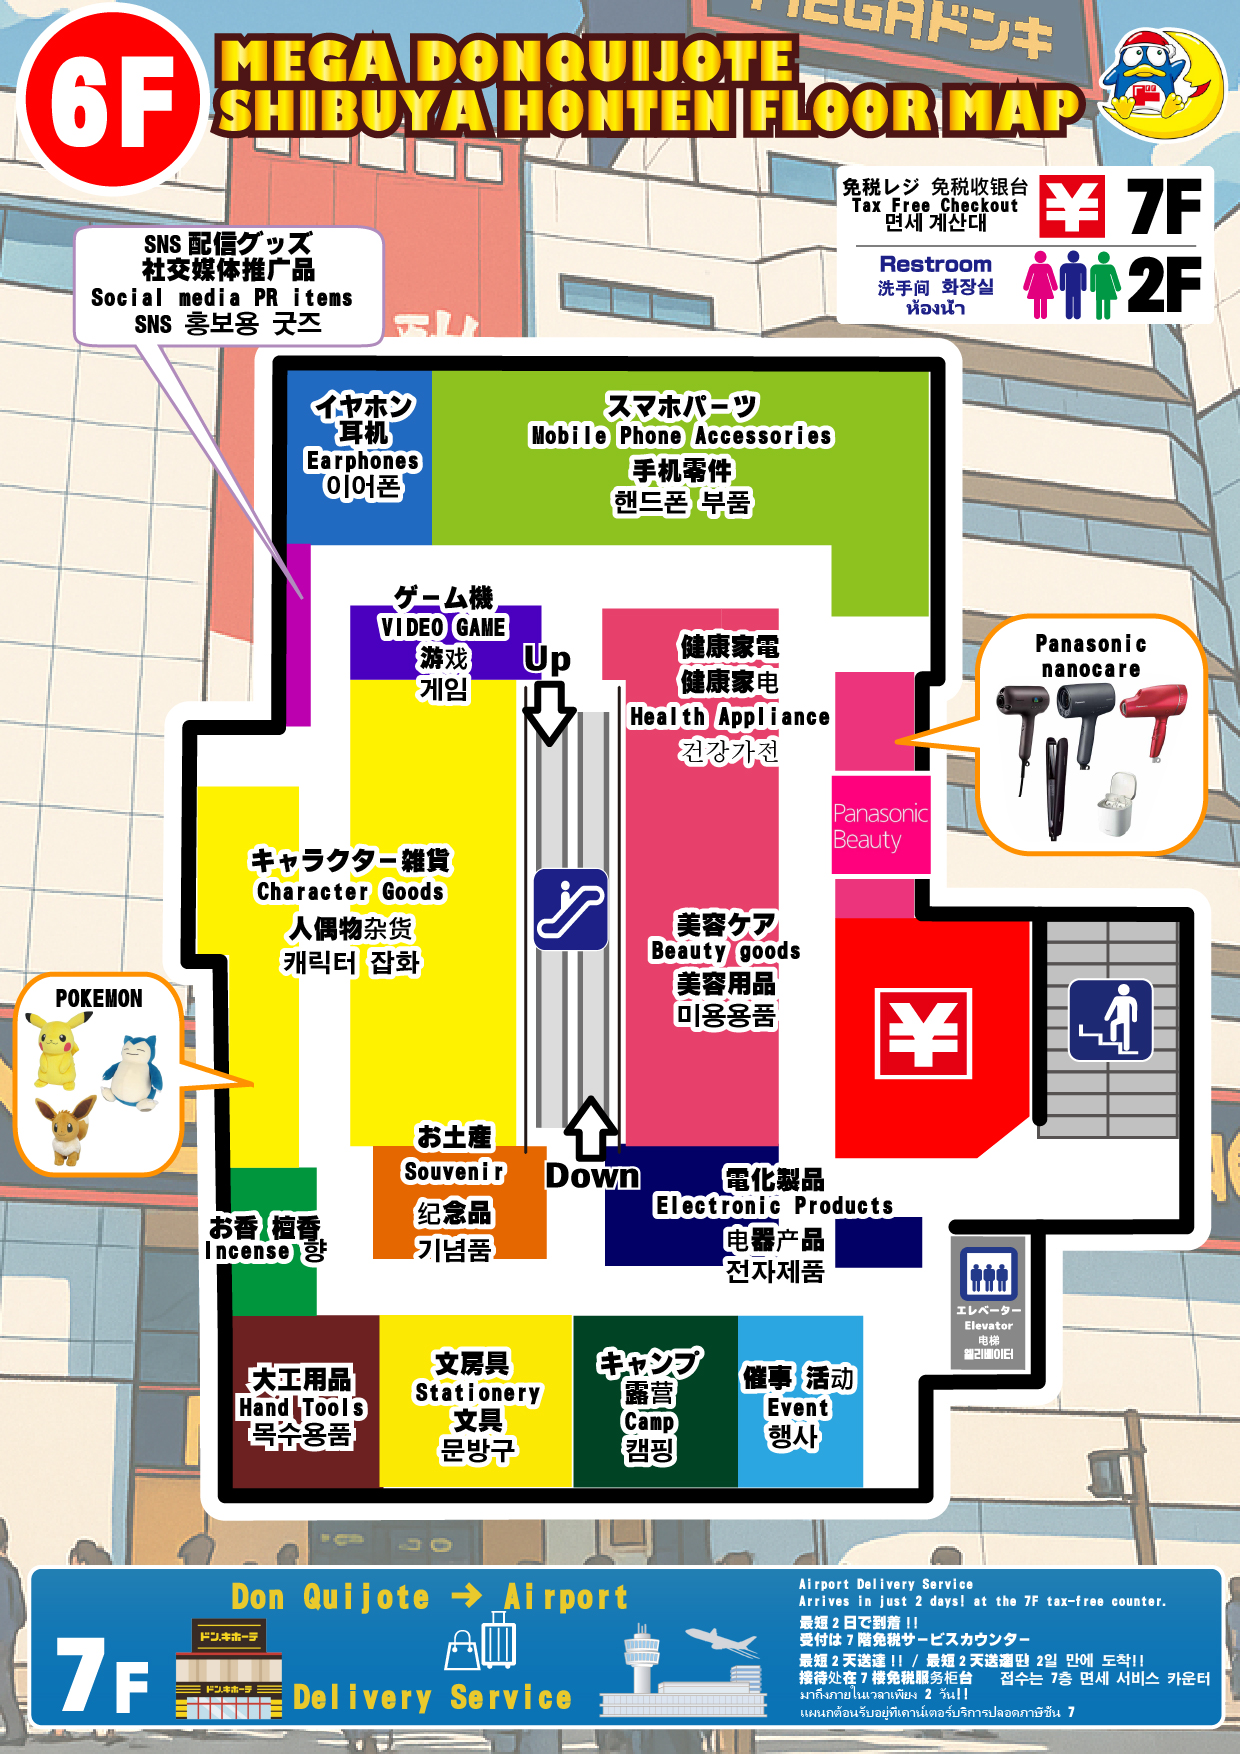 6F
MEGA DONQUIJOTE
SHIBUYA HONTEN FLOOR MAP
MEGAドンキ
免税レジ 免税收银台
Tax Free Checkout
면세 계산대
7F
Restroom
洗手间 화장실
ห้องน้ำ
2F
SNS 配信グッズ
社交媒体推广品
Social media PR items
SNS 홍보용 굿즈
イヤホン
耳机
Earphones
이어폰
スマホパーツ
Mobile Phone Accessories
手机零件
핸드폰 부품
ゲーム機
VIDEO GAME
游戏
게임
Up
健康家電
健康家电
Health Appliance
건강가전
Panasonic
nanocare
Panasonic
Beauty
キャラクター雑貨
Character Goods
人偶物杂货
캐릭터 잡화
美容ケア
Beauty goods
美容用品
미용용품
POKEMON
お土産
Souvenir
纪念品
기념품
Down
電化製品
Electronic Products
电器产品
전자제품
お香 檀香
Incense 향
エレベーター
Elevator
电梯
엘리베이터
大工用品
Hand Tools
목수용품
文房具
Stationery
文具
문방구
キャンプ
露营
Camp
캠핑
催事 活动
Event
행사
7F
Don Quijote → Airport
ドン.キホーテ
ドン.キホーテ
Delivery Service
Airport Delivery Service
Arrives in just 2 days! at the 7F tax-free counter.
最短2日で到着!!
受付は7階免税サービスカウンター
最短2天送達!! / 最短2天送 2일 만에 도착!!
接待处在7楼免税服务柜台 접수는 7층 면세 서비스 카운터
มาถึงภายในเวลาเพียง 2 วัน!!
แผนกต้อนรับอยู่ที่เคาน์เตอร์บริการปลอดภาษีชั้น 7